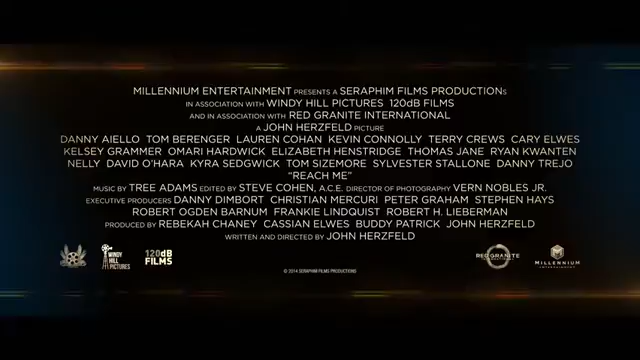 MILLENNIUM ENTERTAINMENT PRESENTS A SERAPHIM FILMS PRODUCTIONs
IN ASSOCIATION WITH WINDY HILL PICTURES 120dB FILMS
AND IN ASSOCIATION WITH RED GRANITE INTERNATIONAL
A JOHN HERZFELD PICTURE
DANNY AIELLO TOM BERENGER LAUREN COHAN KEVIN CONNOLLY TERRY CREWS CARY ELWES
KELSEY GRAMMER OMARI HARDWICK ELIZABETH HENSTRIDGE THOMAS JANE RYAN KWANTEN
NELLY DAVID O'HARA KYRA SEDGWICK TOM SIZEMORE SYLVESTER STALLONE DANNY TREJO
"REACH ME"
MUSIC BY TREE ADAMS EDITED BY STEVE COHEN, A.C.E. DIRECTOR OF PHOTOGRAPHY VERN NOBLES JR.
EXECUTIVE PRODUCERS DANNY DIMBORT CHRISTIAN MERCURI PETER GRAHAM STEPHEN HAYS
ROBERT OGDEN BARNUM FRANKIE LINDQUIST ROBERT H. LIEBERMAN
PRODUCED BY REBEKAH CHANEY CASSIAN ELWES BUDDY PATRICK JOHN HERZFELD
WRITTEN AND DIRECTED BY JOHN HERZFELD
WINDY HILL PICTURES
120dB FILMS
RED GRANITE
MILLENNIUM
ENTERTAINMENT
© 2014 SERAPHIM FILMS PRODUCTIONS